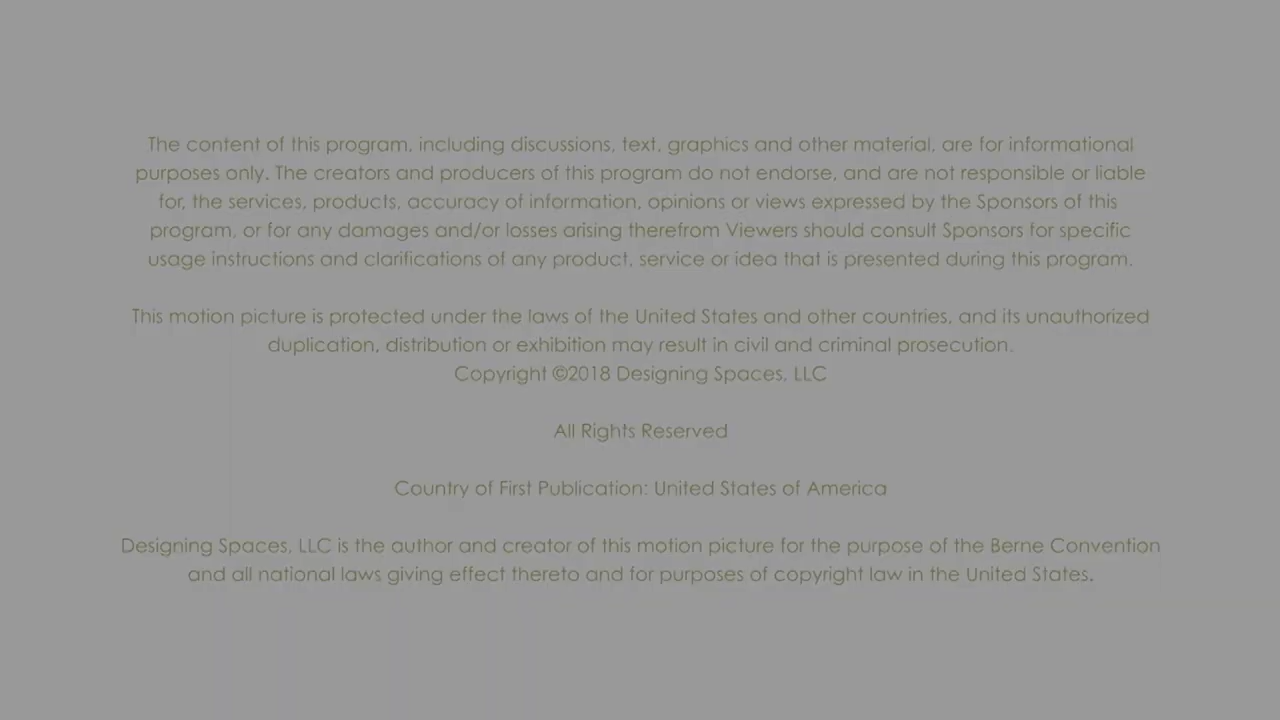 The content of this program, including discussions, text, graphics and other material, are for informational
purposes only. The creators and producers of this program do not endorse, and are not responsible or liable
for, the services, products, accuracy of information, opinions or views expressed by the Sponsors of this
program, or for any damages and/or losses arising therefrom Viewers should consult Sponsors for specific
usage instructions and clarifications of any product, service or idea that is presented during this program.
This motion picture is protected under the laws of the United States and other countries, and its unauthorized
duplication, distribution or exhibition may result in civil and criminal prosecution.
Copyright ©2018 Designing Spaces, LLC
All Rights Reserved
Country of First Publication: United States of America
Designing Spaces, LLC is the author and creator of this motion picture for the purpose of the Berne Convention
and all national laws giving effect thereto and for purposes of copyright law in the United States.